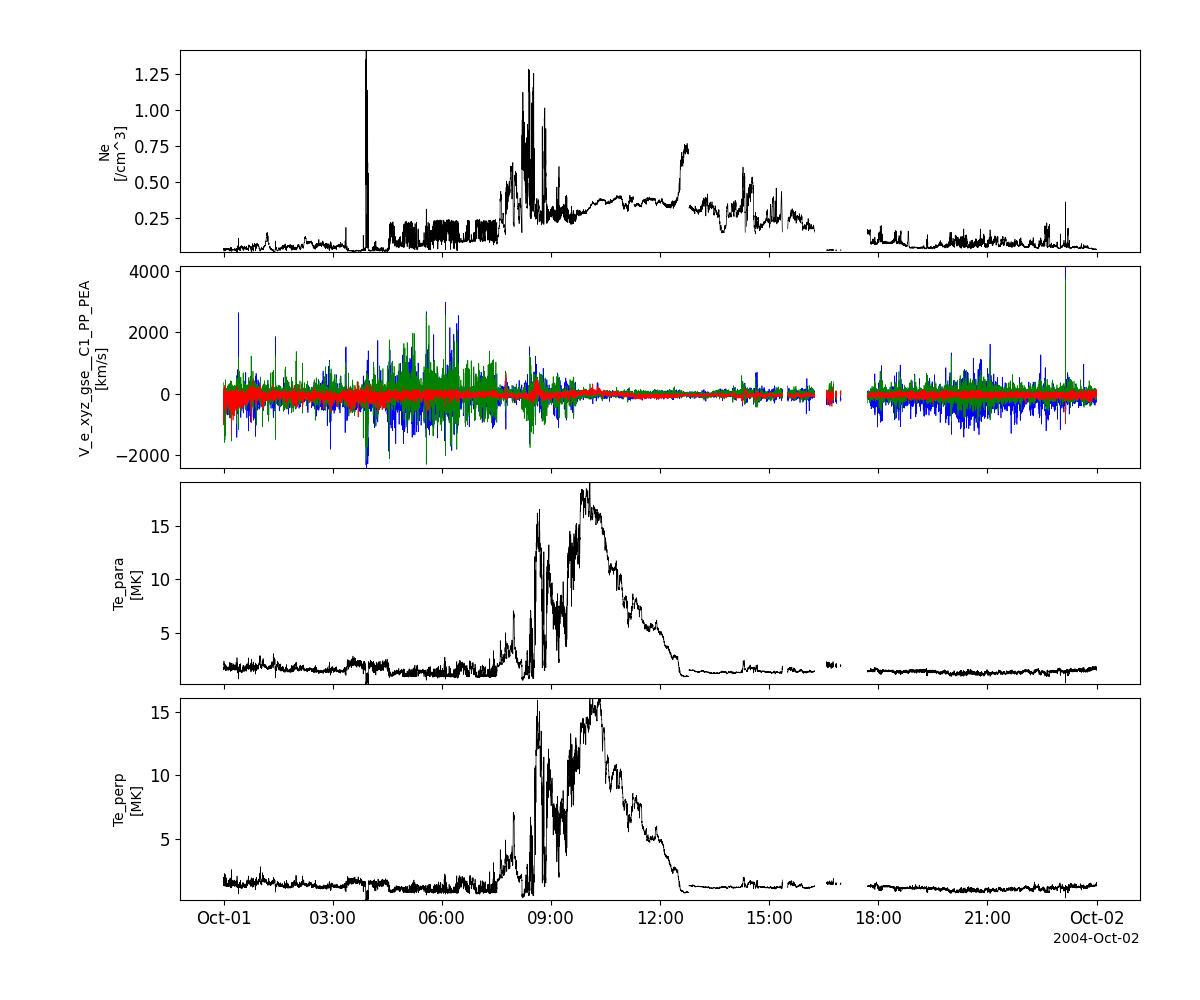 1.25
1.00
0.75
0.50
0.25
Ne
[/cm^3]
4000
2000
0
−2000
V_e_xyz_gse__C1_PP_PEA
[km/s]
15
10
5
Te_para
[MK]
15
10
5
Te_perp
[MK]
Oct-01 03:00 06:00 09:00 12:00 15:00 18:00 21:00 Oct-02
2004-Oct-02